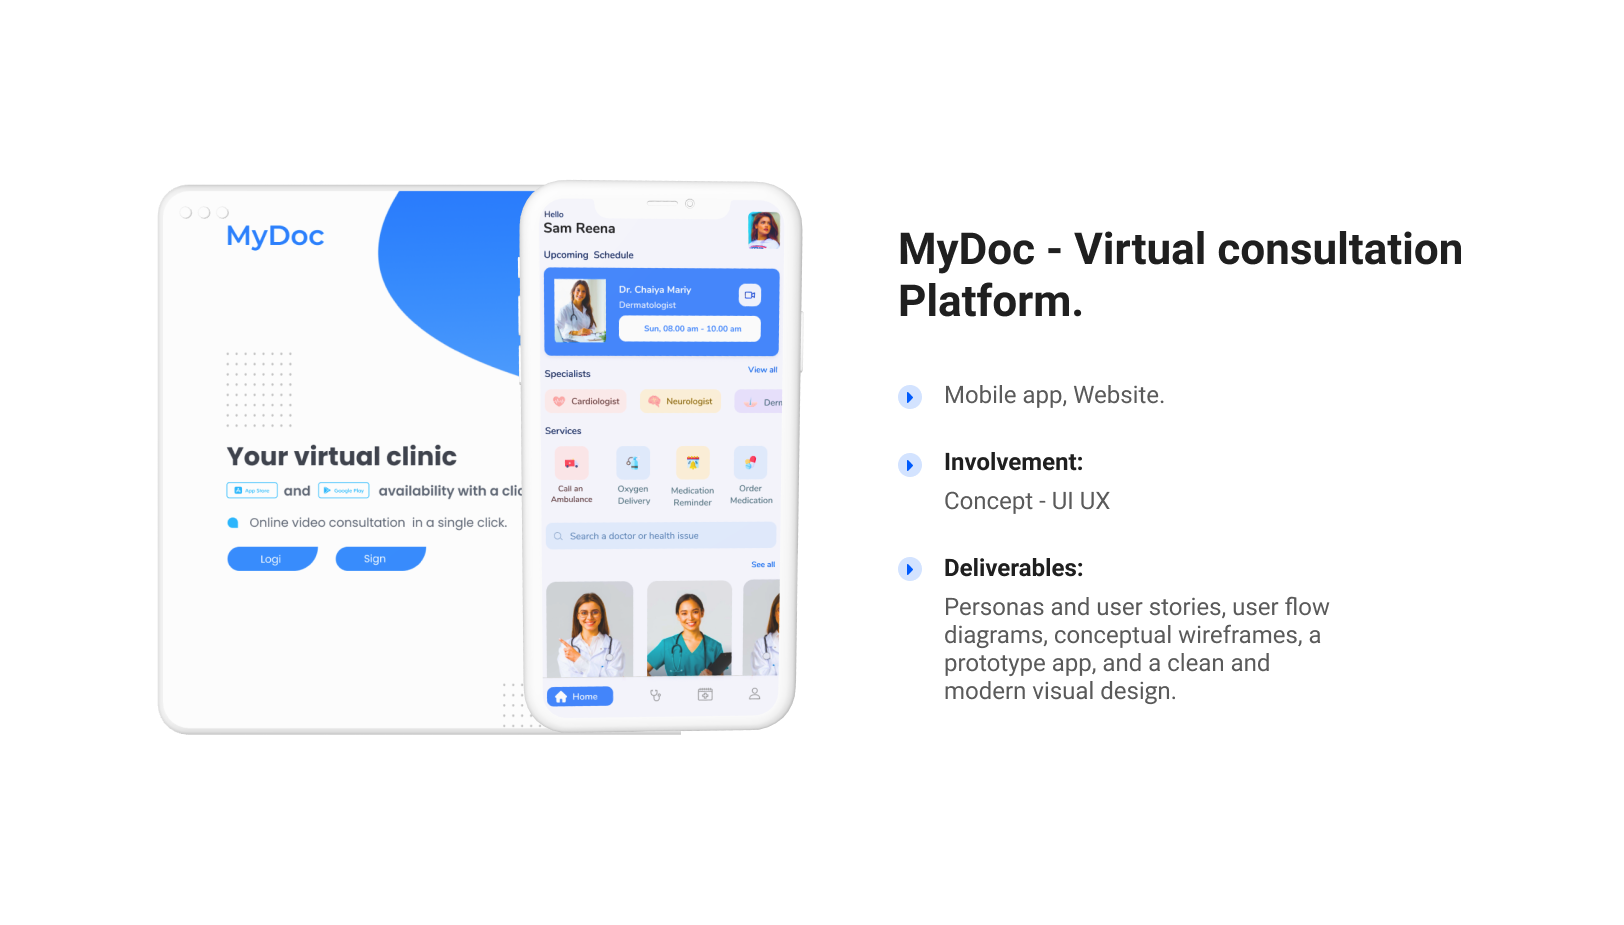 MyDoc
Your virtual clinic
App Store and Google Play availability with a clic
Online video consultation in a single click.
Logi
Sign
Hello
Sam Reena
Upcoming Schedule
Dr. Chaiya Mariy
Dermatologist
Sun, 08.00 am - 10.00 am
Specialists
View all
Cardiologist
Neurologist
Derm
Services
Call an
Ambulance
Oxygen
Delivery
Medication
Reminder
Order
Medication
Search a doctor or health issue
See all
Home
MyDoc - Virtual consultation
Platform.
Mobile app, Website.
Involvement:
Concept - UI UX
Deliverables:
Personas and user stories, user flow
diagrams, conceptual wireframes, a
prototype app, and a clean and
modern visual design.